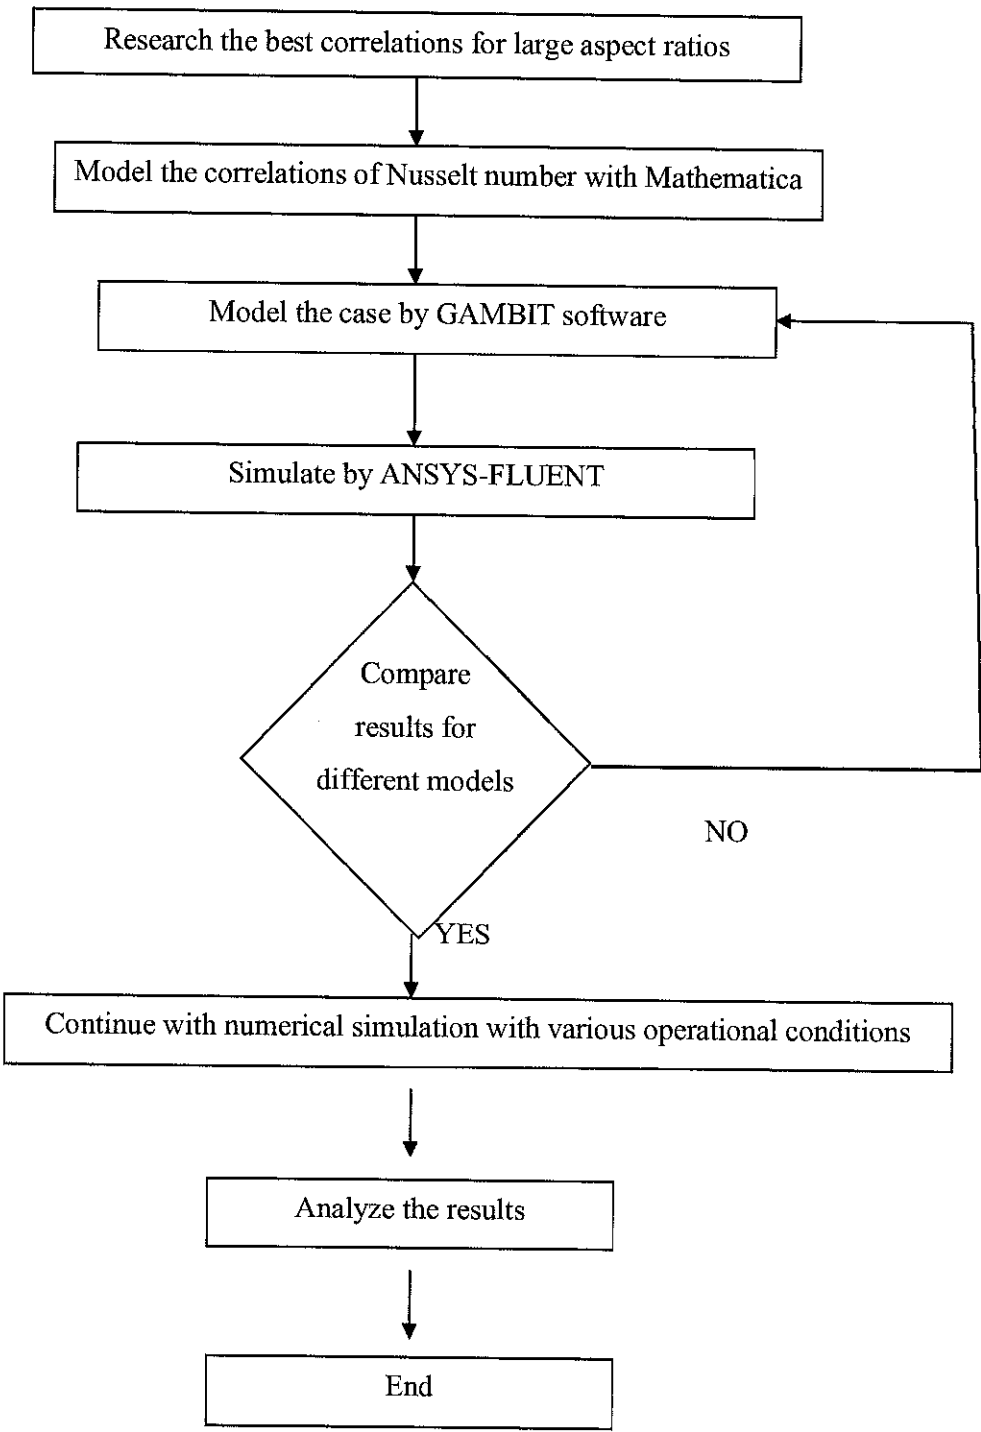 Research the best correlations for large aspect ratios
Model the correlations of Nusselt number with Mathematica
Model the case by GAMBIT software
Simulate by ANSYS-FLUENT
Compare
results for
different models
NO
YES
Continue with numerical simulation with various operational conditions
Analyze the results
End